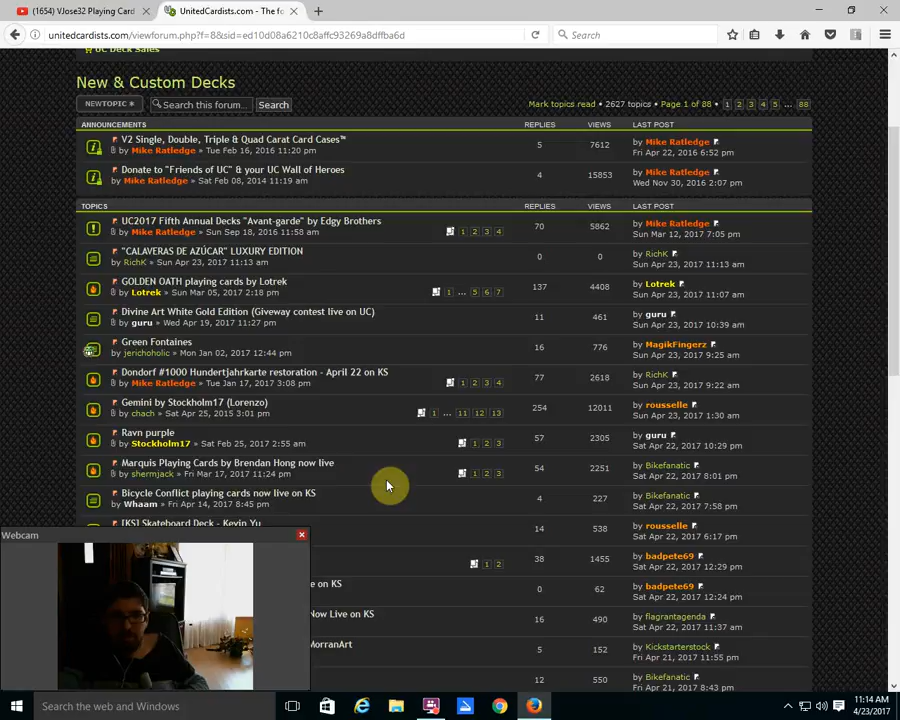 (1654) VJose32 Playing Card
UnitedCardists.com - The fo
unitedcardists.com/viewforum.php?f=8&sid=ed10d08a6210c8affc93269a8dffba6d
Search
UC Deck Sales
New & Custom Decks
NEWTOPIC
Search this forum...
Search
Mark topics read • 2627 topics • Page 1 of 88 • 1 2 3 4 5 ... 88
ANNOUNCEMENTS REPLIES VIEWS LAST POST
V2 Single, Double, Triple & Quad Carat Card Cases™
by Mike Ratledge » Tue Feb 16, 2016 11:20 pm
5 7612
by Mike Ratledge
Fri Apr 22, 2016 6:52 pm
Donate to "Friends of UC" & your UC Wall of Heroes
by Mike Ratledge » Sat Feb 08, 2014 11:19 am
4 15853
by Mike Ratledge
Wed Nov 30, 2016 2:07 pm
TOPICS REPLIES VIEWS LAST POST
UC2017 Fifth Annual Decks "Avant-garde" by Edgy Brothers
by Mike Ratledge » Sun Sep 18, 2016 11:58 am
1 2 3 4
70 5862
by Mike Ratledge
Sun Mar 12, 2017 7:05 pm
"CALAVERAS DE AZÚCAR" LUXURY EDITION
by RichK » Sun Apr 23, 2017 11:13 am
0 0
by RichK
Sun Apr 23, 2017 11:13 am
GOLDEN OATH playing cards by Lotrek
by Lotrek » Sun Mar 05, 2017 2:18 pm
1 ... 5 6 7
137 4408
by Lotrek
Sun Apr 23, 2017 11:07 am
Divine Art White Gold Edition (Giveway contest live on UC)
by guru » Wed Apr 19, 2017 11:27 pm
11 461
by guru
Sun Apr 23, 2017 10:39 am
Green Fontaines
by jerichoholic » Mon Jan 02, 2017 12:44 pm
16 776
by MagikFingerz
Sun Apr 23, 2017 9:25 am
Dondorf #1000 Hundertjahrkarte restoration - April 22 on KS
by Mike Ratledge » Tue Jan 17, 2017 3:08 pm
1 2 3 4
77 2618
by RichK
Sun Apr 23, 2017 9:22 am
Gemini by Stockholm17 (Lorenzo)
by chach » Sat Apr 25, 2015 3:01 pm
1 ... 11 12 13
254 12011
by rousselle
Sun Apr 23, 2017 1:30 am
Ravn purple
by Stockholm17 » Sat Feb 25, 2017 2:55 am
1 2 3
57 2305
by guru
Sat Apr 22, 2017 10:29 pm
Marquis Playing Cards by Brendan Hong now live
by shermjack » Fri Mar 17, 2017 11:24 pm
1 2 3
54 2251
by Bikefanatic
Sat Apr 22, 2017 8:01 pm
Bicycle Conflict playing cards now live on KS
by Whaam » Fri Apr 14, 2017 8:45 pm
4 227
by Bikefanatic
Sat Apr 22, 2017 7:58 pm
[KS] Skateboard Deck - Kevin Yu
14 538
by rousselle
Sat Apr 22, 2017 6:17 pm
1 2
38 1455
by badpete69
Sat Apr 22, 2017 12:29 pm
e on KS
0 62
by badpete69
Sat Apr 22, 2017 12:24 pm
Now Live on KS
16 490
by flagrantagenda
Sat Apr 22, 2017 11:37 am
MorranArt
5 152
by Kickstarterstock
Fri Apr 21, 2017 11:55 pm
12 550
by Bikefanatic
Fri Apr 21, 2017 8:43 pm
Webcam
Search the web and Windows
11:14 AM
4/23/2017